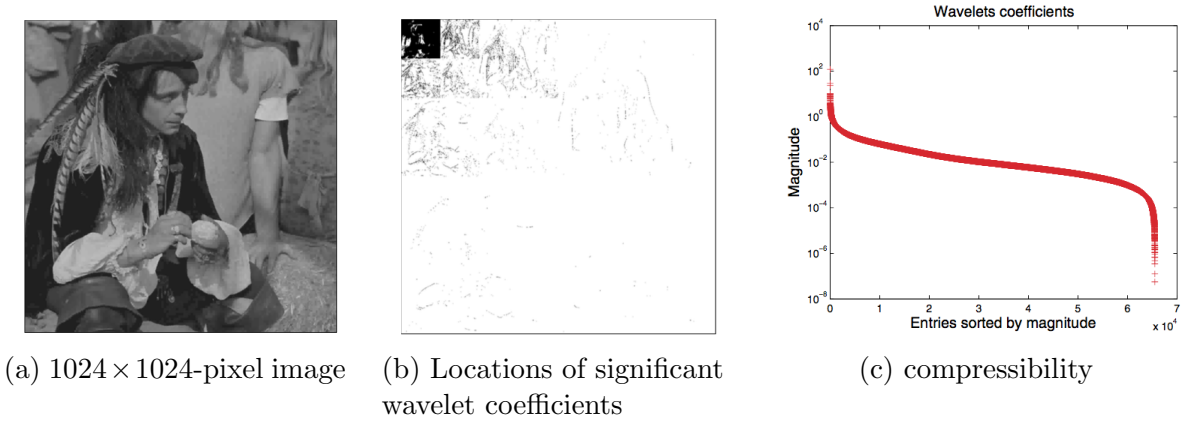 Wavelets coefficients
10^4
10^2
10^0
10^-2
10^-4
10^-6
10^-8
Magnitude
0 1 2 3 4 5 6 7
x 10^4
Entries sorted by magnitude
(a) 1024×1024-pixel image
(b) Locations of significant
wavelet coefficients
(c) compressibility